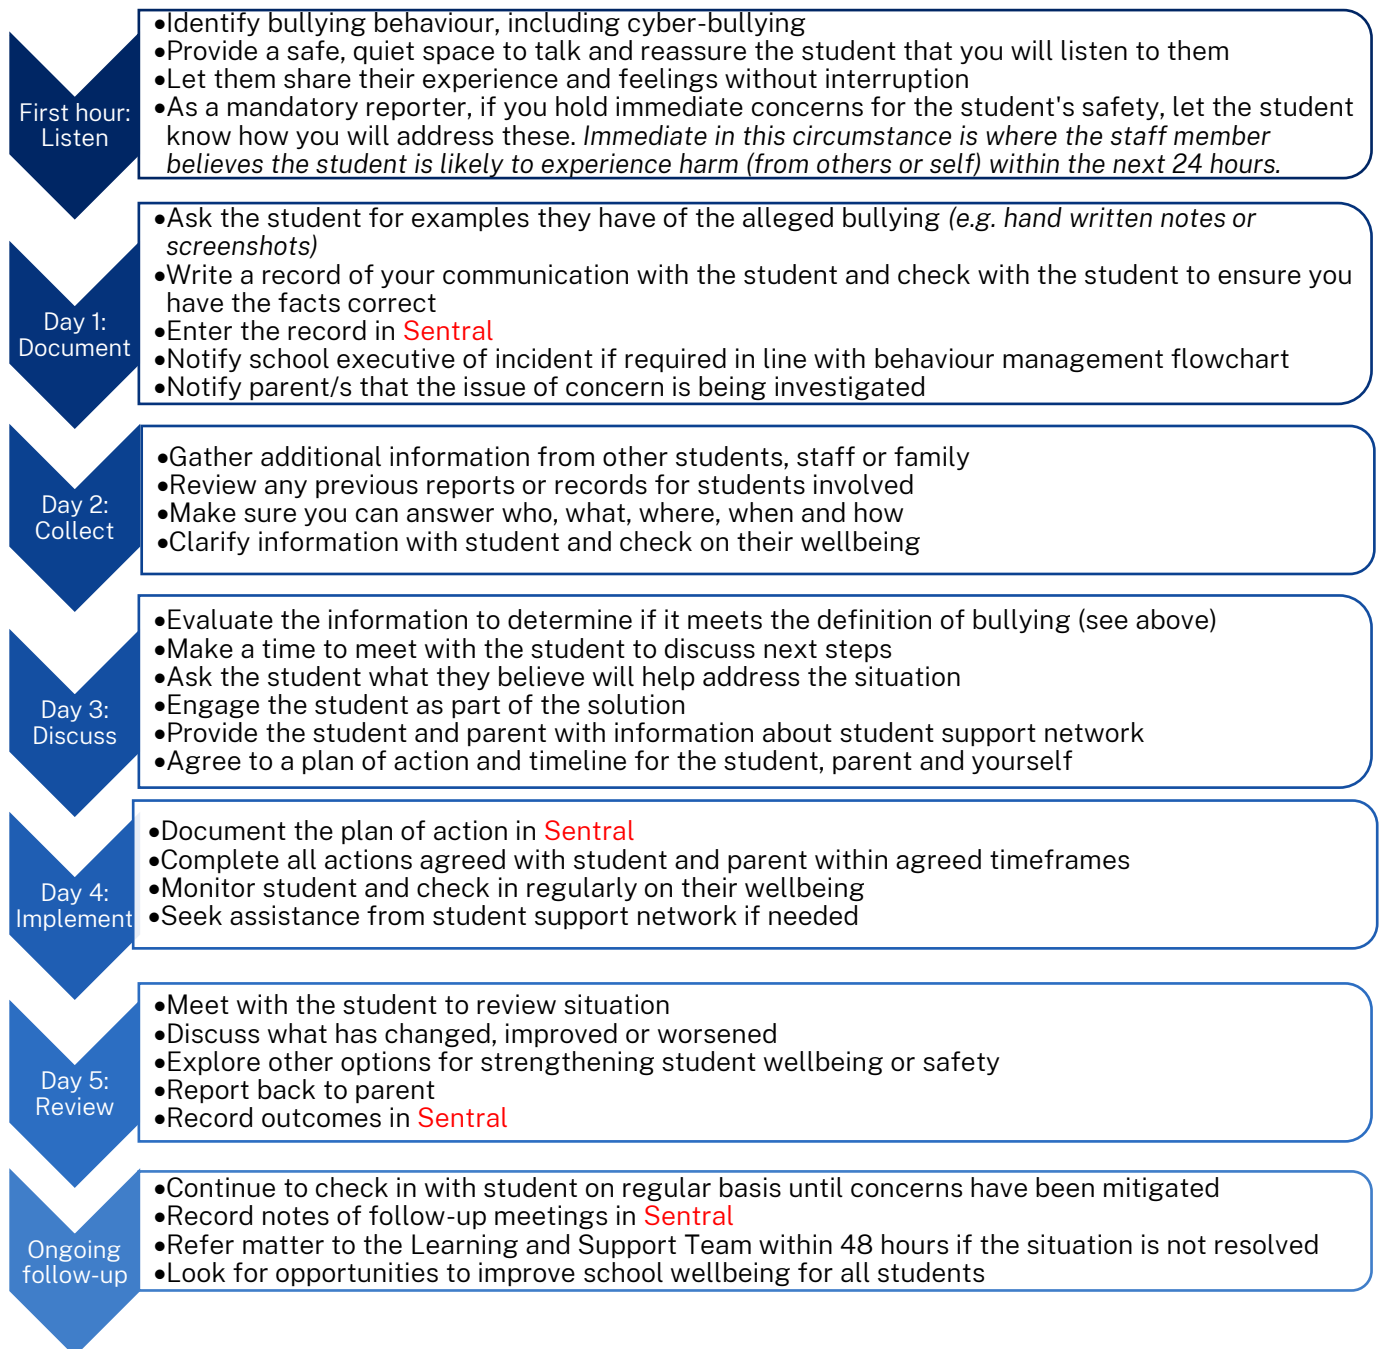 First hour:
Listen
•Identify bullying behaviour, including cyber-bullying
•Provide a safe, quiet space to talk and reassure the student that you will listen to them
•Let them share their experience and feelings without interruption
•As a mandatory reporter, if you hold immediate concerns for the student's safety, let the student
know how you will address these. Immediate in this circumstance is where the staff member
believes the student is likely to experience harm (from others or self) within the next 24 hours.
Day 1:
Document
•Ask the student for examples they have of the alleged bullying (e.g. hand written notes or
screenshots)
•Write a record of your communication with the student and check with the student to ensure you
have the facts correct
•Enter the record in Sentral
•Notify school executive of incident if required in line with behaviour management flowchart
•Notify parent/s that the issue of concern is being investigated
Day 2:
Collect
•Gather additional information from other students, staff or family
•Review any previous reports or records for students involved
•Make sure you can answer who, what, where, when and how
•Clarify information with student and check on their wellbeing
Day 3:
Discuss
•Evaluate the information to determine if it meets the definition of bullying (see above)
•Make a time to meet with the student to discuss next steps
•Ask the student what they believe will help address the situation
•Engage the student as part of the solution
•Provide the student and parent with information about student support network
•Agree to a plan of action and timeline for the student, parent and yourself
Day 4:
Implement
•Document the plan of action in Sentral
•Complete all actions agreed with student and parent within agreed timeframes
•Monitor student and check in regularly on their wellbeing
•Seek assistance from student support network if needed
Day 5:
Review
•Meet with the student to review situation
•Discuss what has changed, improved or worsened
•Explore other options for strengthening student wellbeing or safety
•Report back to parent
•Record outcomes in Sentral
Ongoing
follow-up
•Continue to check in with student on regular basis until concerns have been mitigated
•Record notes of follow-up meetings in Sentral
•Refer matter to the Learning and Support Team within 48 hours if the situation is not resolved
•Look for opportunities to improve school wellbeing for all students